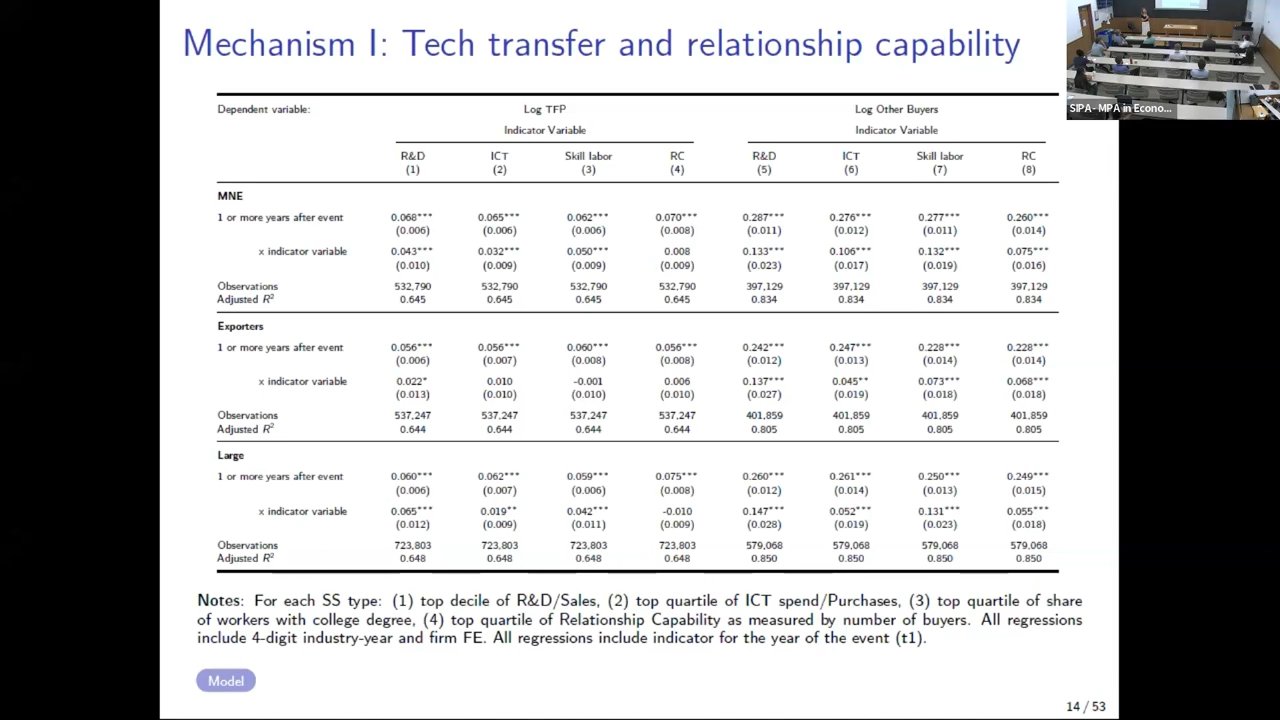 Mechanism I: Tech transfer and relationship capability
SIPA- MPA in Econo...
Dependent variable: Log TFP Log Other Buyers
Indicator Variable Indicator Variable
R&D ICT Skill labor RC R&D ICT Skill labor RC
(1) (2) (3) (4) (5) (6) (7) (8)
MNE
1 or more years after event 0.068*** 0.065*** 0.062*** 0.070*** 0.287*** 0.276*** 0.277*** 0.260***
(0.006) (0.006) (0.006) (0.008) (0.011) (0.012) (0.011) (0.014)
x indicator variable 0.043*** 0.032*** 0.050*** 0.008 0.133*** 0.106*** 0.132*** 0.075***
(0.010) (0.009) (0.009) (0.009) (0.023) (0.017) (0.019) (0.016)
Observations 532,790 532,790 532,790 532,790 397,129 397,129 397,129 397,129
Adjusted R² 0.645 0.645 0.645 0.645 0.834 0.834 0.834 0.834
Exporters
1 or more years after event 0.056*** 0.056*** 0.060*** 0.056*** 0.242*** 0.247*** 0.228*** 0.228***
(0.006) (0.007) (0.008) (0.008) (0.012) (0.013) (0.014) (0.014)
x indicator variable 0.022* 0.010 -0.001 0.006 0.137*** 0.045** 0.073*** 0.068***
(0.013) (0.010) (0.010) (0.010) (0.027) (0.019) (0.018) (0.018)
Observations 537,247 537,247 537,247 537,247 401,859 401,859 401,859 401,859
Adjusted R² 0.644 0.644 0.644 0.644 0.805 0.805 0.805 0.805
Large
1 or more years after event 0.060*** 0.062*** 0.059*** 0.075*** 0.260*** 0.261*** 0.250*** 0.249***
(0.006) (0.007) (0.006) (0.008) (0.012) (0.014) (0.013) (0.015)
x indicator variable 0.065*** 0.019** 0.042*** -0.010 0.147*** 0.052*** 0.131*** 0.055***
(0.012) (0.009) (0.011) (0.009) (0.028) (0.019) (0.023) (0.018)
Observations 723,803 723,803 723,803 723,803 579,068 579,068 579,068 579,068
Adjusted R² 0.648 0.648 0.648 0.648 0.850 0.850 0.850 0.850
Notes: For each SS type: (1) top decile of R&D/Sales, (2) top quartile of ICT spend/Purchases, (3) top quartile of share
of workers with college degree, (4) top quartile of Relationship Capability as measured by number of buyers. All regressions
include 4-digit industry-year and firm FE. All regressions include indicator for the year of the event (t1).
Model
14 / 53